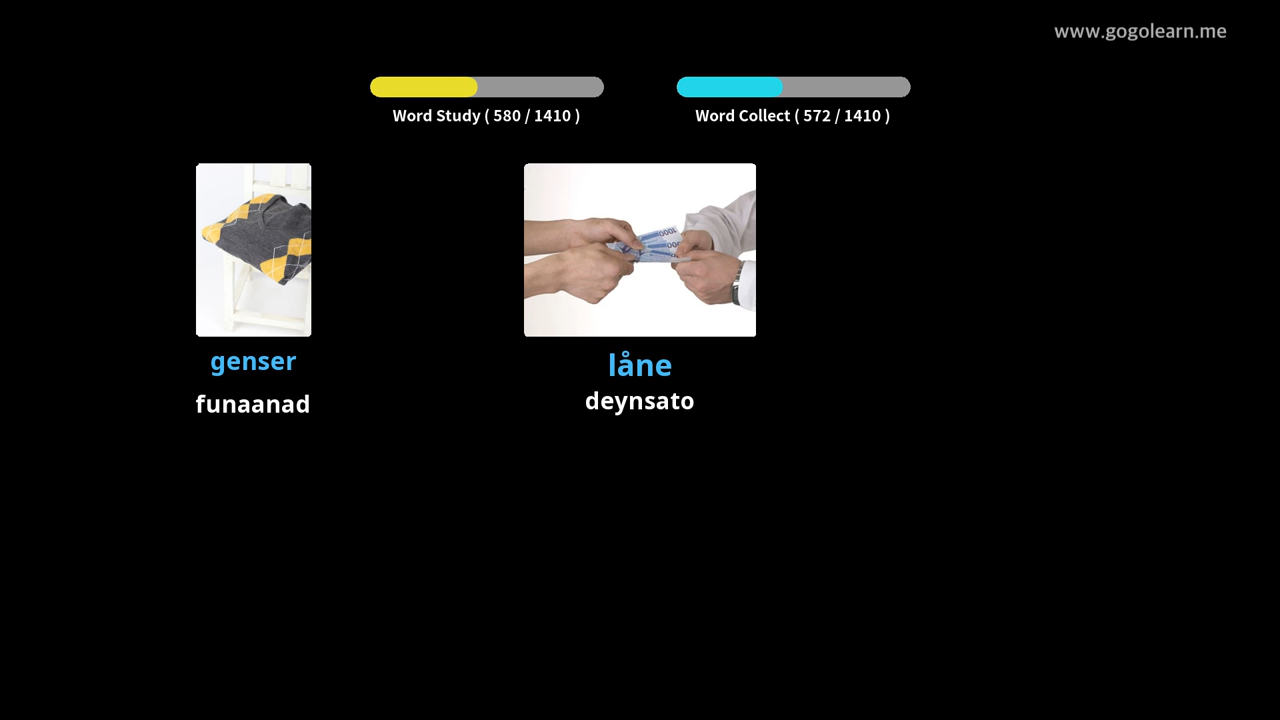 www.gogolearn.me
Word Study ( 580 / 1410 )
Word Collect ( 572 / 1410 )
genser
funaanad
låne
deynsato